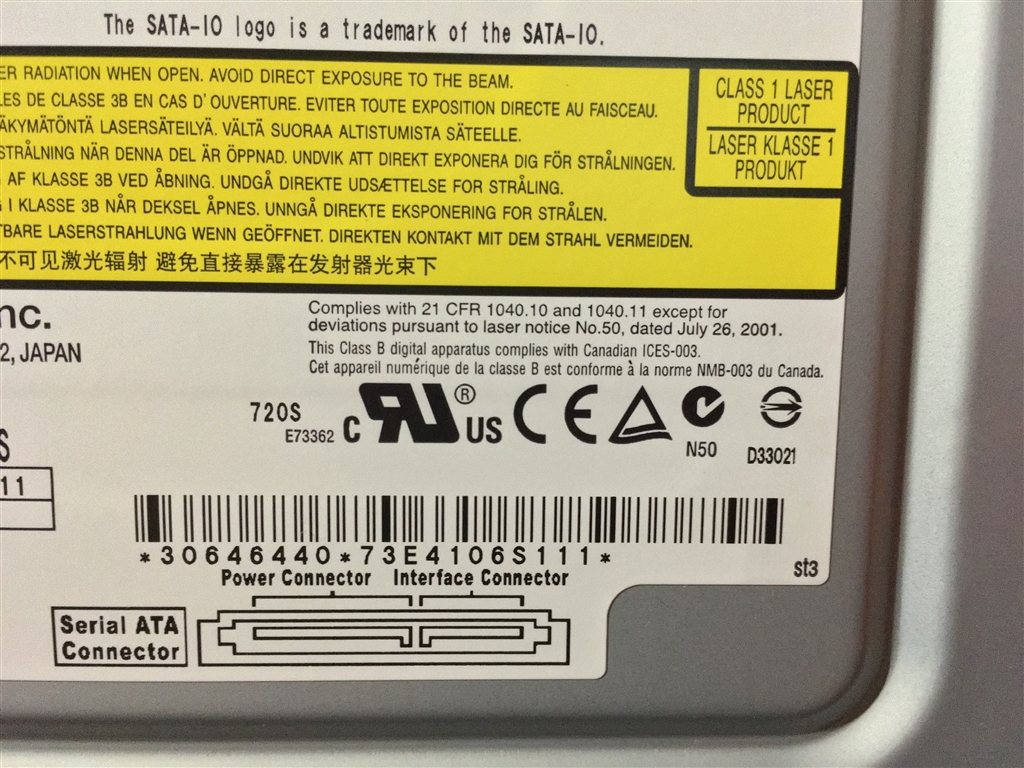 The SATA-IO logo is a trademark of the SATA-IO.
ER RADIATION WHEN OPEN. AVOID DIRECT EXPOSURE TO THE BEAM.
LES DE CLASSE 3B EN CAS D'OUVERTURE. EVITER TOUTE EXPOSITION DIRECTE AU FAISCEAU.
ÄKYMÄTÖNTÄ LASERSÄTEILYÄ. VÄLTÄ SUORAA ALTISTUMISTA SÄTEELLE.
STRÅLNING NÄR DENNA DEL ÄR ÖPPNAD. UNDVIK ATT DIREKT EXPONERA DIG FÖR STRÅLNINGEN.
AF KLASSE 3B VED ÅBNING. UNDGÅ DIREKTE UDSÆTTELSE FOR STRÅLING.
I KLASSE 3B NÅR DEKSEL ÅPNES. UNNGÅ DIREKTE EKSPONERING FOR STRÅLEN.
TBARE LASERSTRAHLUNG WENN GEÖFFNET. DIREKTEN KONTAKT MIT DEM STRAHL VERMEIDEN.
不可见激光辐射 避免直接暴露在发射器光束下
CLASS 1 LASER
PRODUCT
LASER KLASSE 1
PRODUKT
nc.
2, JAPAN
Complies with 21 CFR 1040.10 and 1040.11 except for
deviations pursuant to laser notice No.50, dated July 26, 2001.
This Class B digital apparatus complies with Canadian ICES-003.
Cet appareil numérique de la classe B est conforme à la norme NMB-003 du Canada.
720S
E73362
C RU ® US CE
N50
D33021
S
11
*30646440*73E4106S111*
st3
Power Connector Interface Connector
Serial ATA
Connector